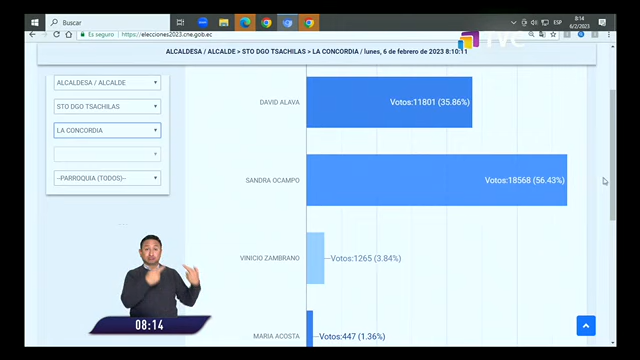 Buscar
ESP
8:14
6/2/2023
Es seguro
https://elecciones2023.cne.gob.ec
TVC
ALCALDESA / ALCALDE > STO DGO TSACHILAS > LA CONCORDIA / lunes, 6 de febrero de 2023 8:10:11
ALCALDESA / ALCALDE
STO DGO TSACHILAS
LA CONCORDIA
--PARROQUIA (TODOS)--
DAVID ALAVA
Votos:11801 (35.86%)
SANDRA OCAMPO
Votos:18568 (56.43%)
VINICIO ZAMBRANO
Votos:1265 (3.84%)
MARIA ACOSTA
Votos:447 (1.36%)
08:14